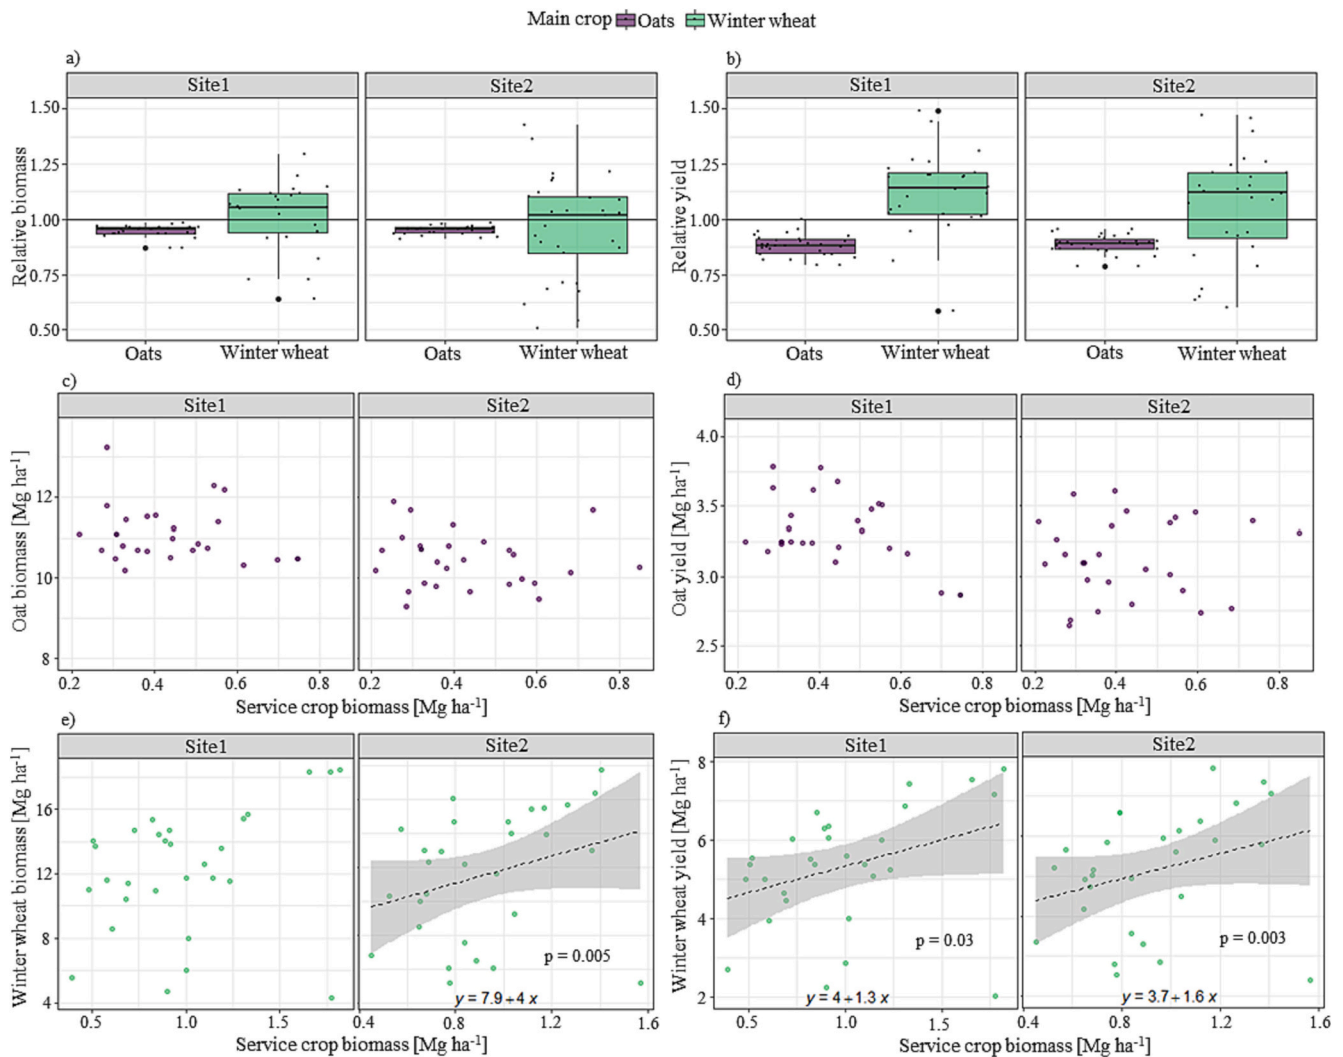 Main crop Oats Winter wheat
a)
Site1 Site2
Relative biomass
1.50
1.25
1.00
0.75
0.50
Oats Winter wheat Oats Winter wheat
b)
Site1 Site2
Relative yield
1.50
1.25
1.00
0.75
0.50
Oats Winter wheat Oats Winter wheat
c)
Site1 Site2
Oat biomass [Mg ha-1]
12
10
8
0.2 0.4 0.6 0.8 0.2 0.4 0.6 0.8
Service crop biomass [Mg ha-1]
d)
Site1 Site2
Oat yield [Mg ha-1]
4.0
3.5
3.0
2.5
0.2 0.4 0.6 0.8 0.2 0.4 0.6 0.8
Service crop biomass [Mg ha-1]
e)
Site1 Site2
Winter wheat biomass [Mg ha-1]
16
12
8
4
p = 0.005
y = 7.9 + 4 x
0.5 1.0 1.5 0.4 0.8 1.2 1.6
Service crop biomass [Mg ha-1]
f)
Site1 Site2
Winter wheat yield [Mg ha-1]
8
6
4
2
p = 0.03 p = 0.003
y = 4 + 1.3 x y = 3.7 + 1.6 x
0.5 1.0 1.5 0.4 0.8 1.2 1.6
Service crop biomass [Mg ha-1]